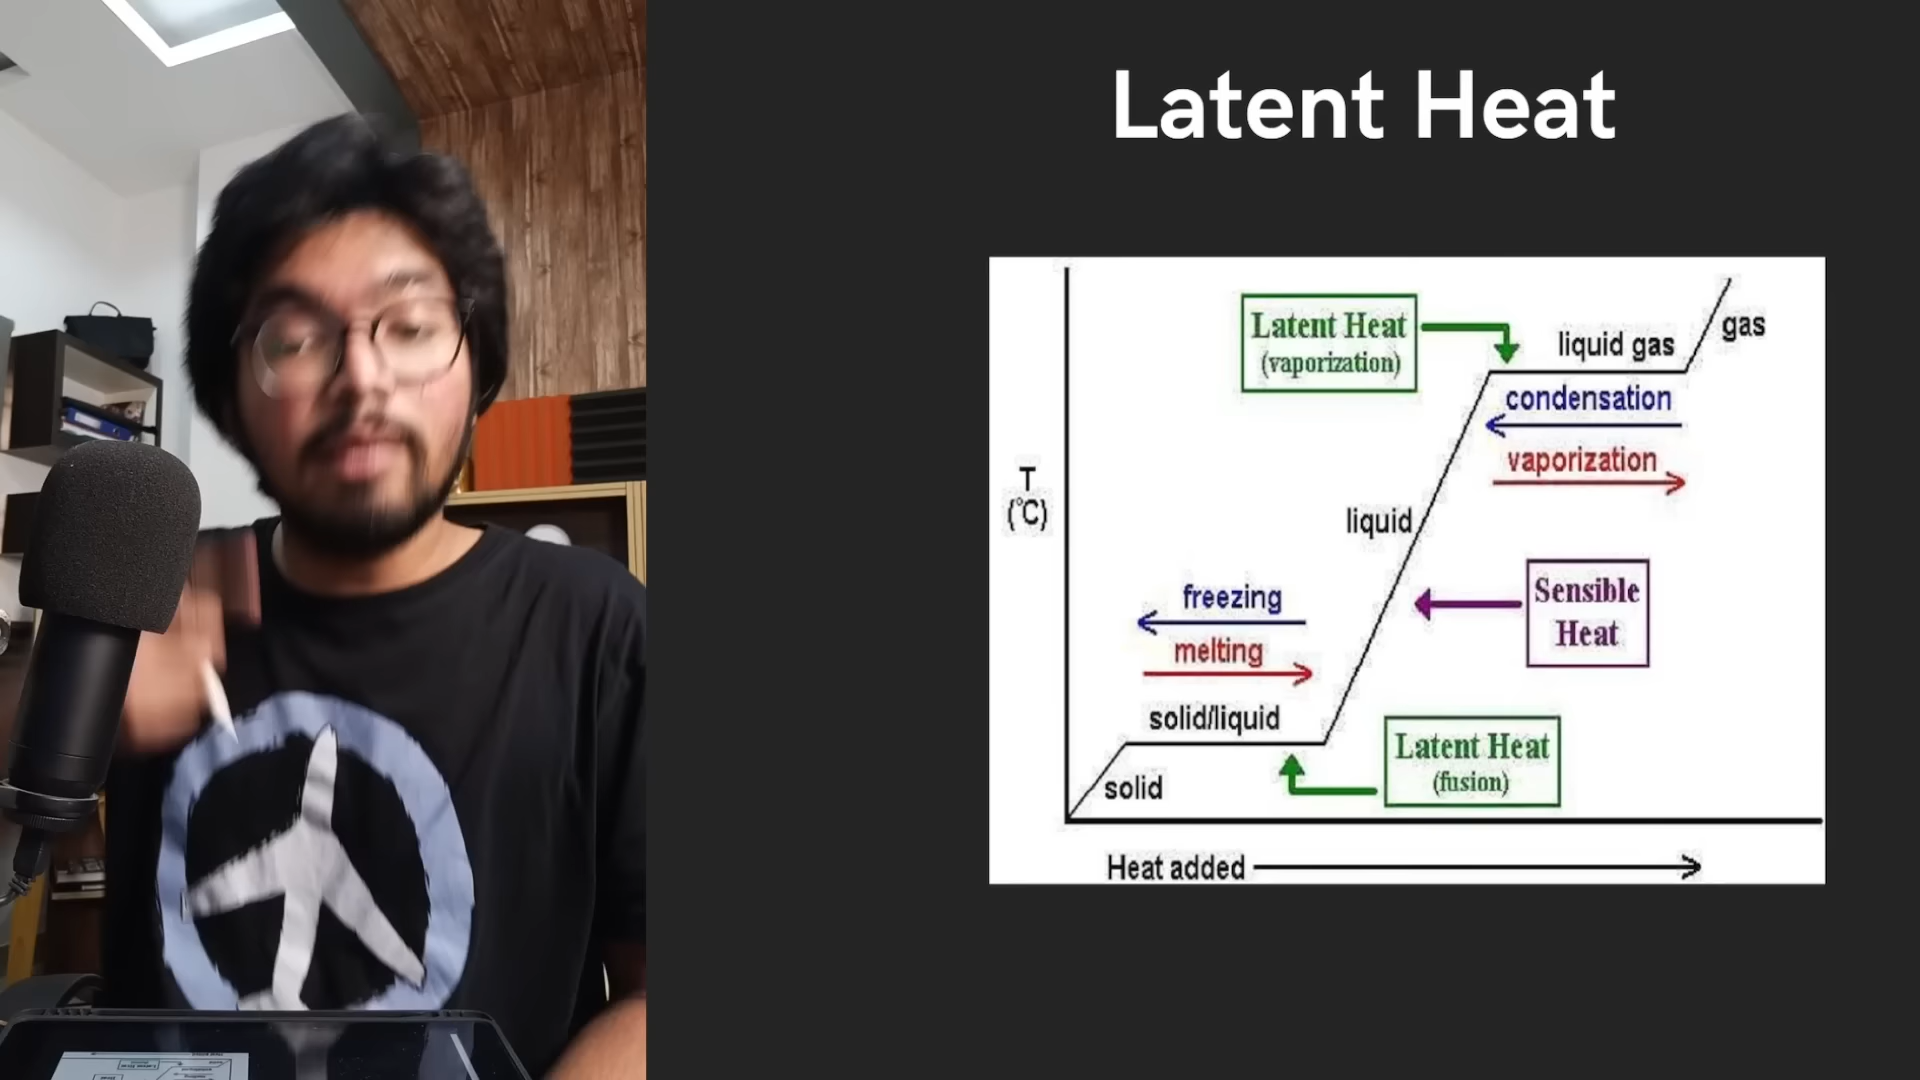 Latent Heat
Latent Heat
(vaporization)
liquid gas
gas
condensation
vaporization
T
(°C)
liquid
Sensible
Heat
freezing
melting
solid/liquid
Latent Heat
(fusion)
solid
Heat added